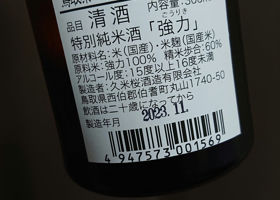 品目 清酒
特別純米酒「強力」
ごうりき
原材料名:米(国産)・米麹(国産米)
原料米:強力100% 精米歩合:60%
アルコール度数:15度以上16度未満
製造者:久米桜酒造有限会社
鳥取県西伯郡伯耆町丸山1740-50
飲酒は二十歳になってから
製造年月 2023.11.
4 947573 001569